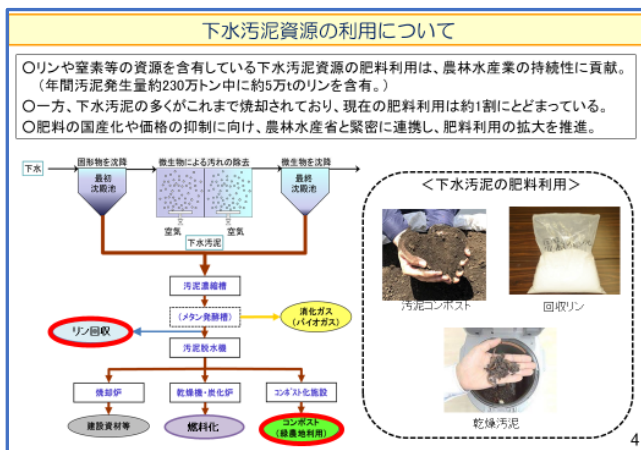 下水汚泥資源の利用について
○リンや窒素等の資源を含有している下水汚泥資源の肥料利用は、農林水産業の持続性に貢献。
(年間汚泥発生量約230万トン中に約5万tのリンを含有。)
○一方、下水汚泥の多くがこれまで焼却されており、現在の肥料利用は約1割にとどまっている。
○肥料の国産化や価格の抑制に向け、農林水産省と緊密に連携し、肥料利用の拡大を推進。
下水
固形物を沈降
微生物による汚れの除去
微生物を沈降
最初
沈殿池
最終
沈殿池
空気
空気
下水汚泥
汚泥濃縮槽
(メタン発酵槽)
消化ガス
(バイオガス)
リン回収
汚泥脱水機
焼却炉
乾燥機・炭化炉
コンポスト化施設
建設資材等
燃料化
コンポスト
(緑農地利用)
<下水汚泥の肥料利用>
汚泥コンポスト
回収リン
乾燥汚泥
4